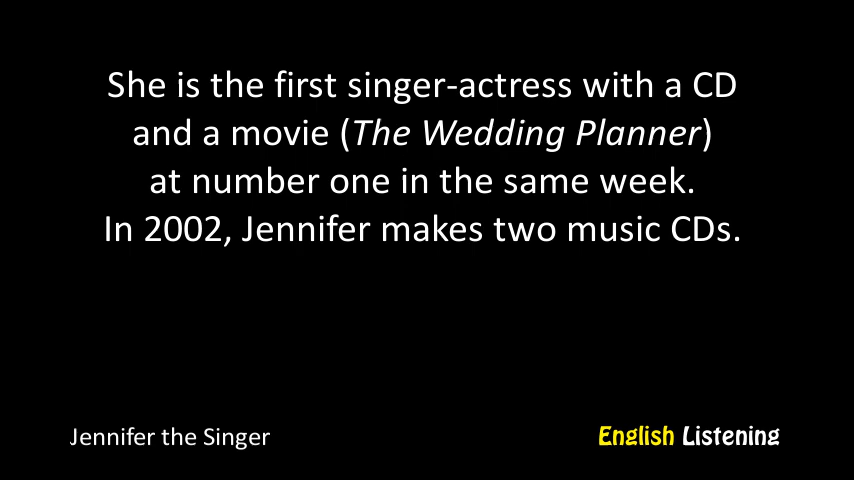 She is the first singer-actress with a CD
and a movie (The Wedding Planner)
at number one in the same week.
In 2002, Jennifer makes two music CDs.
Jennifer the Singer
English Listening